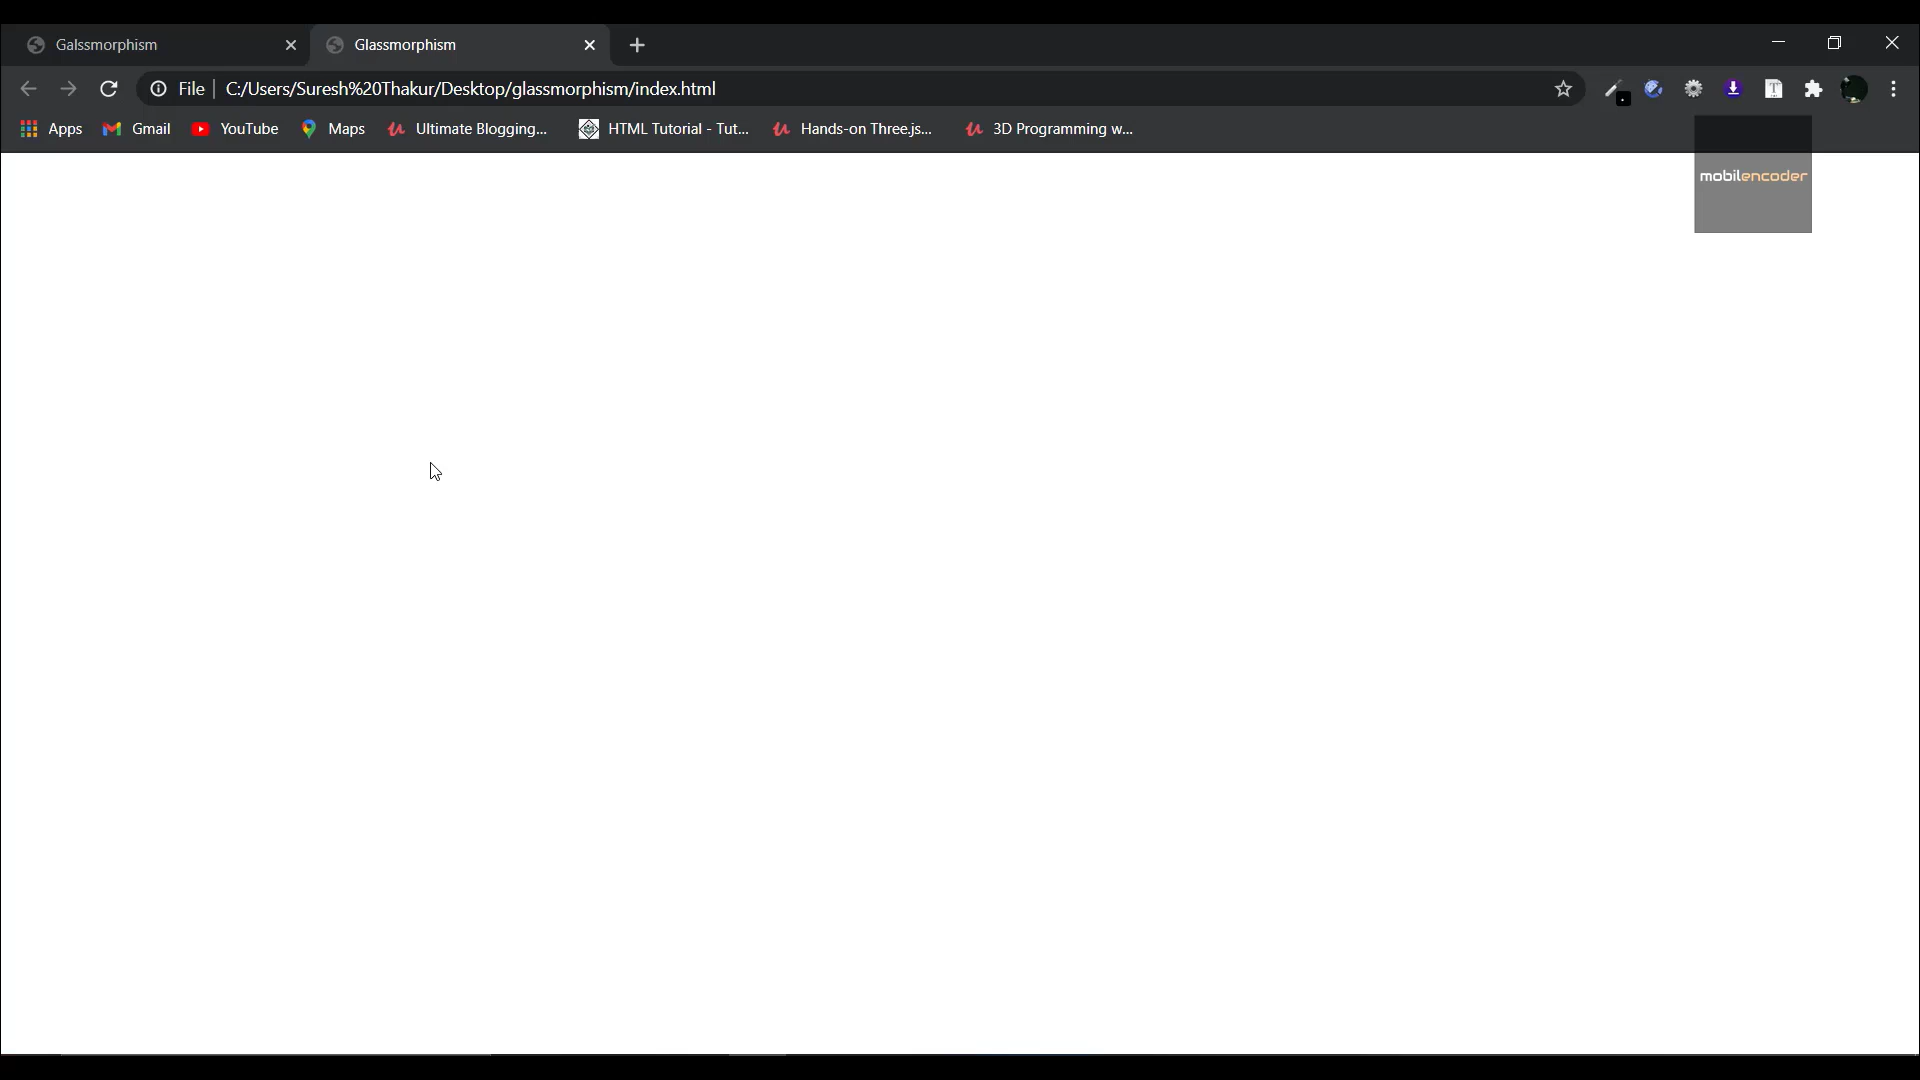 Galssmorphism
Glassmorphism
File
C:/Users/Suresh%20Thakur/Desktop/glassmorphism/index.html
Apps
Gmail
YouTube
Maps
Ultimate Blogging...
HTML Tutorial - Tut...
Hands-on Three.js...
3D Programming w...
mobilencoder